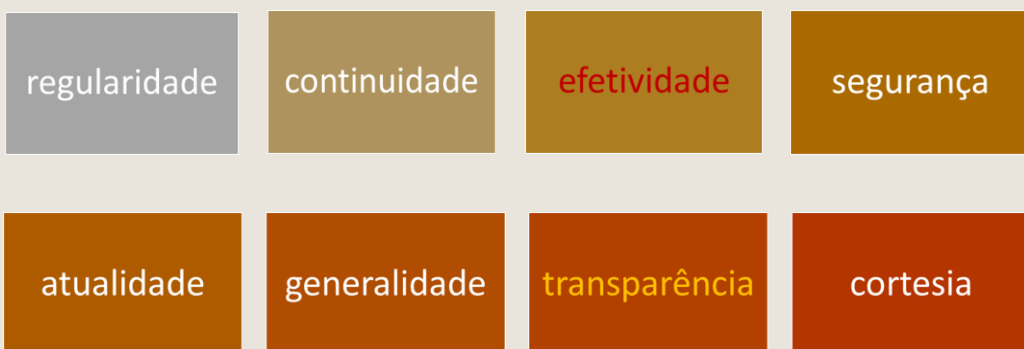 regularidade
continuidade
efetividade
segurança
atualidade
generalidade
transparência
cortesia